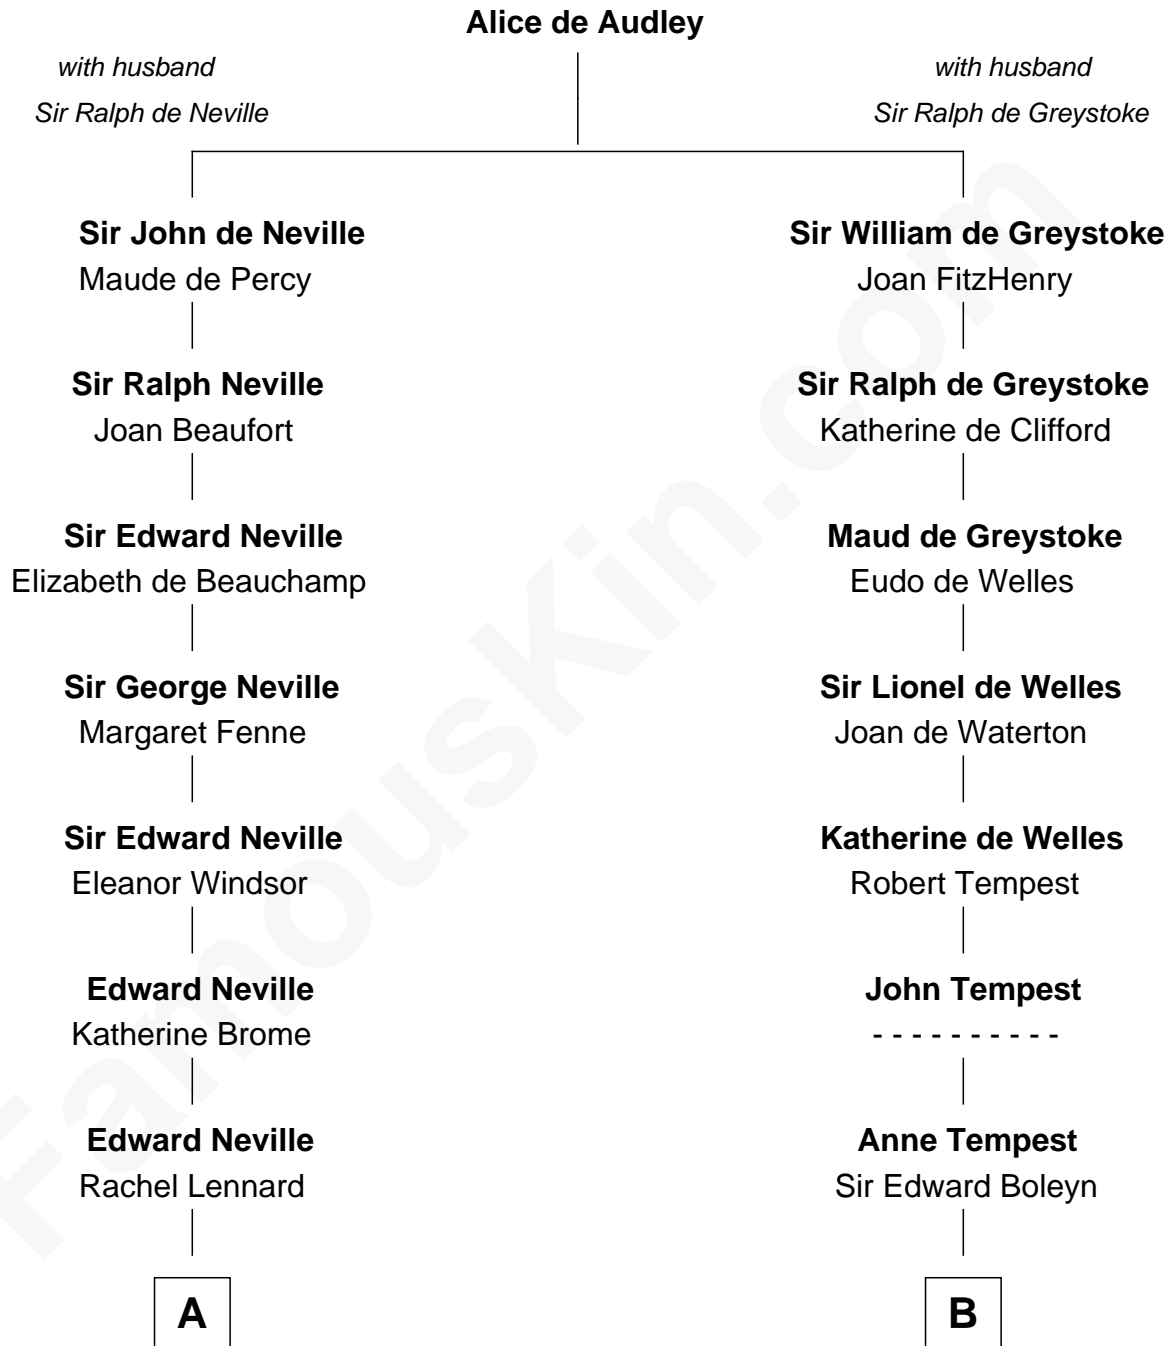 Alice de Audley
with husband
Sir Ralph de Neville
with husband
Sir Ralph de Greystoke
Sir John de Neville
Maude de Percy
Sir William de Greystoke
Joan FitzHenry
Sir Ralph Neville
Joan Beaufort
Sir Ralph de Greystoke
Katherine de Clifford
Sir Edward Neville
Elizabeth de Beauchamp
Maud de Greystoke
Eudo de Welles
Sir George Neville
Margaret Fenne
Sir Lionel de Welles
Joan de Waterton
Sir Edward Neville
Eleanor Windsor
Katherine de Welles
Robert Tempest
Edward Neville
Katherine Brome
John Tempest
- - - - - - - - - -
Edward Neville
Rachel Lennard
Anne Tempest
Sir Edward Boleyn
A
B
FamousKin.com